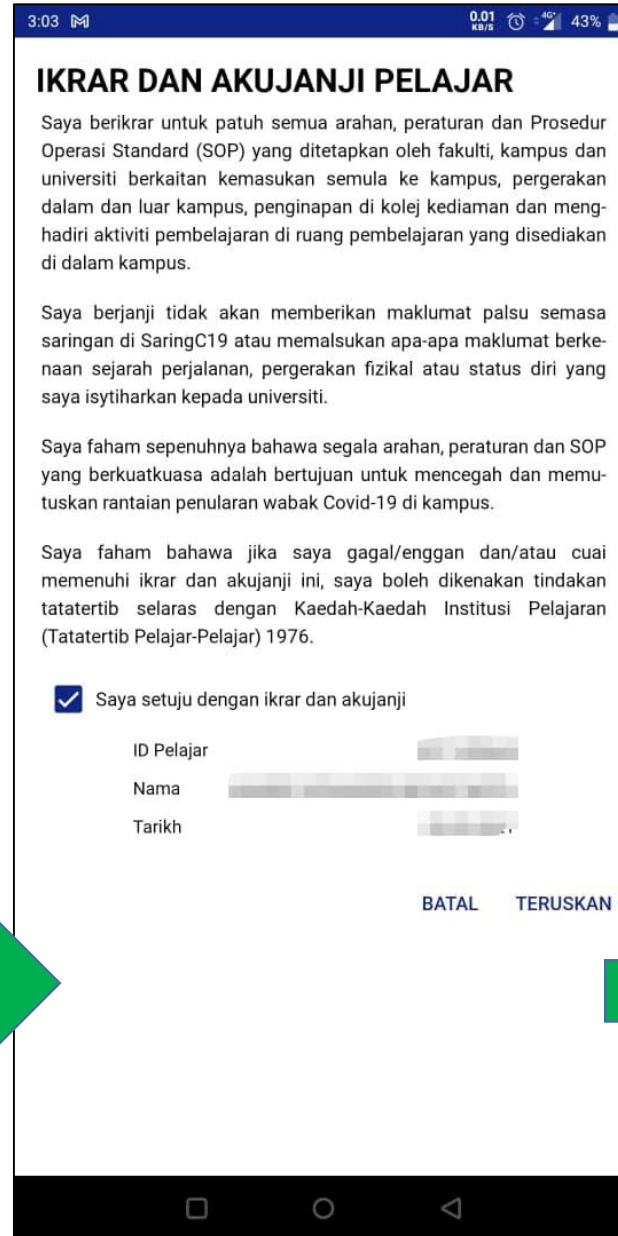 3:03
0.01 KB/S 4G+ 43%
IKRAR DAN AKUJANJI PELAJAR
Saya berikrar untuk patuh semua arahan, peraturan dan Prosedur
Operasi Standard (SOP) yang ditetapkan oleh fakulti, kampus dan
universiti berkaitan kemasukan semula ke kampus, pergerakan
dalam dan luar kampus, penginapan di kolej kediaman dan meng-
hadiri aktiviti pembelajaran di ruang pembelajaran yang disediakan
di dalam kampus.
Saya berjanji tidak akan memberikan maklumat palsu semasa
saringan di SaringC19 atau memalsukan apa-apa maklumat berke-
naan sejarah perjalanan, pergerakan fizikal atau status diri yang
saya isytiharkan kepada universiti.
Saya faham sepenuhnya bahawa segala arahan, peraturan dan SOP
yang berkuatkuasa adalah bertujuan untuk mencegah dan memu-
tuskan rantaian penularan wabak Covid-19 di kampus.
Saya faham bahawa jika saya gagal/enggan dan/atau cuai
memenuhi ikrar dan akujanji ini, saya boleh dikenakan tindakan
tatatertib selaras dengan Kaedah-Kaedah Institusi Pelajaran
(Tatatertib Pelajar-Pelajar) 1976.
Saya setuju dengan ikrar dan akujanji
ID Pelajar
Nama
Tarikh
BATAL TERUSKAN